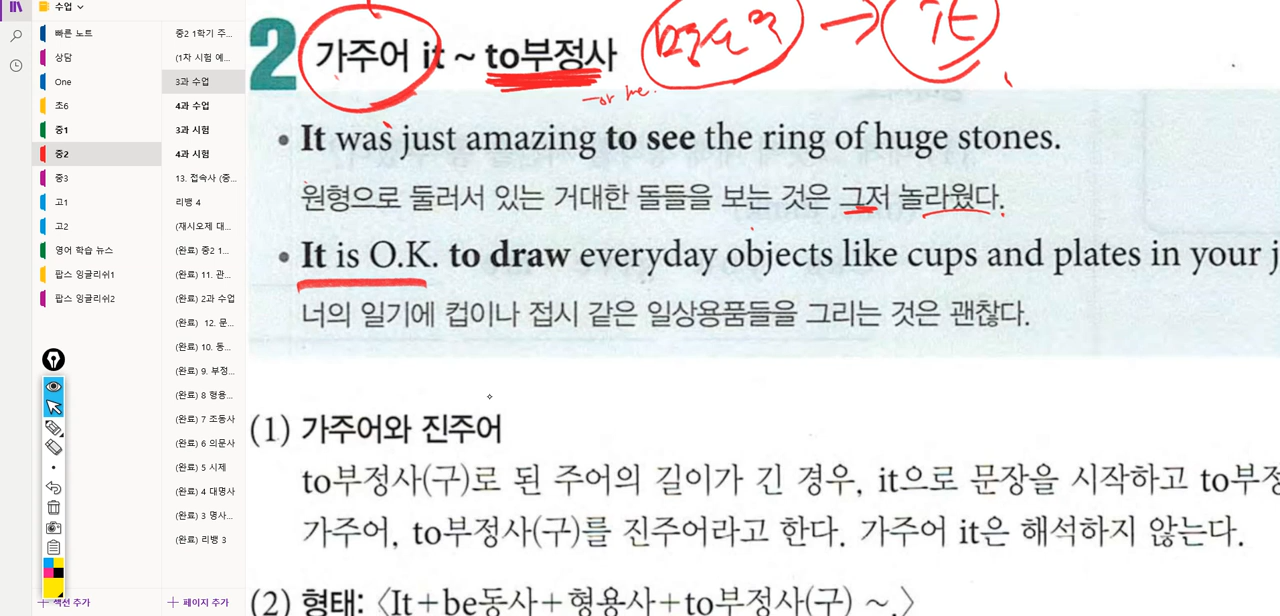 수업
빠른 노트
상담
One
초6
중1
중2
중3
고1
고2
영어 학습 뉴스
팝스 잉글리쉬1
팝스 잉글리쉬2
섹션 추가
중2 1학기 주...
(1차 시험 예...
3과 수업
4과 수업
3과 시험
4과 시험
13. 접속사 (중...
리뱅 4
(재시오제 대...
(완료) 중2 1...
(완료) 11. 관...
(완료) 2과 수업
(완료) 12. 문...
(완료) 10. 동...
(완료) 9. 부정...
(완료) 8 형용...
(완료) 7 조동사
(완료) 6 의문사
(완료) 5 시제
(완료) 4 대명사
(완료) 3 명사...
(완료) 리뱅 3
페이지 추가
2 가주어 it ~ to부정사
• It was just amazing to see the ring of huge stones.
원형으로 둘러서 있는 거대한 돌들을 보는 것은 그저 놀라웠다.
• It is O.K. to draw everyday objects like cups and plates in your j
너의 일기에 컵이나 접시 같은 일상용품들을 그리는 것은 괜찮다.
(1) 가주어와 진주어
to부정사(구)로 된 주어의 길이가 긴 경우, it으로 문장을 시작하고 to부정
가주어, to부정사(구)를 진주어라고 한다. 가주어 it은 해석하지 않는다.
(2) 형태: 〈It+be동사+형용사+to부정사(구) ~.〉